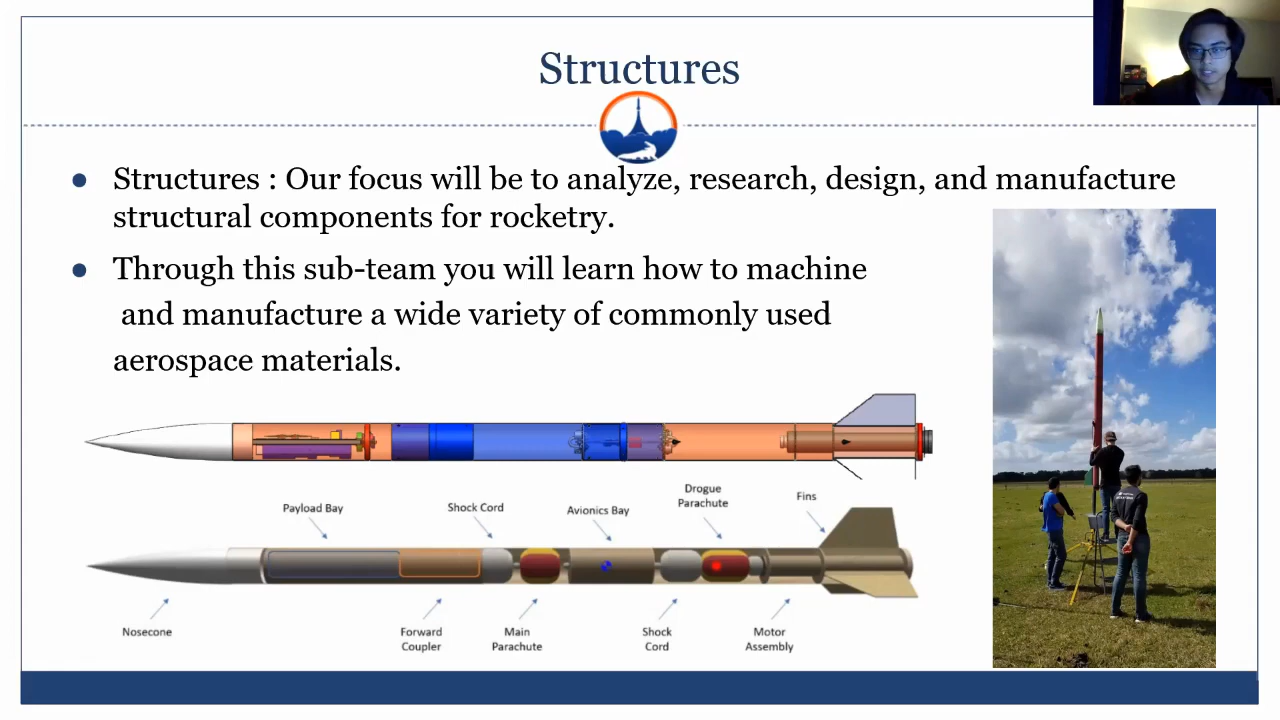 Structures
● Structures : Our focus will be to analyze, research, design, and manufacture
structural components for rocketry.
● Through this sub-team you will learn how to machine
and manufacture a wide variety of commonly used
aerospace materials.
Payload Bay
Shock Cord
Avionics Bay
Drogue
Parachute
Fins
Nosecone
Forward
Coupler
Main
Parachute
Shock
Cord
Motor
Assembly